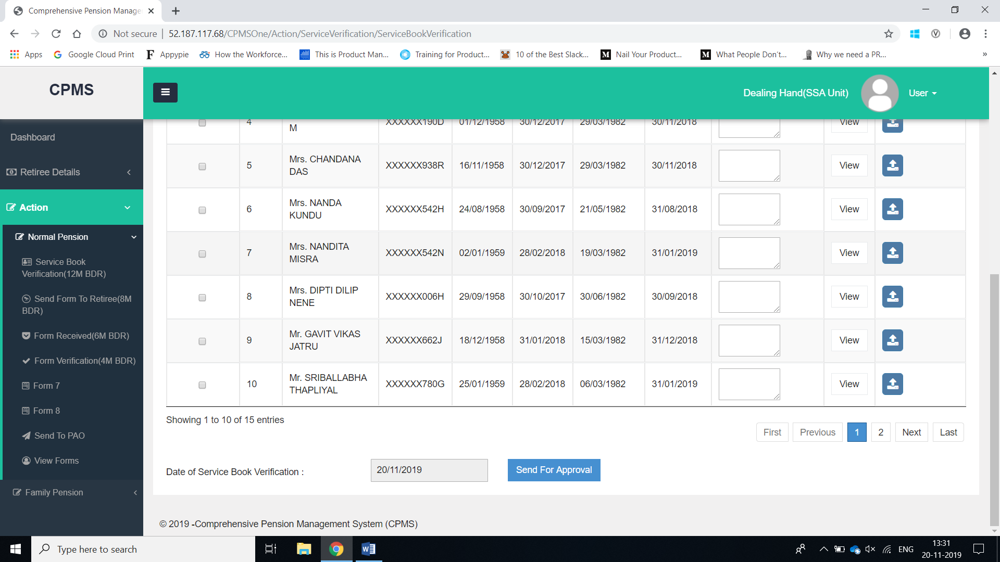 Comprehensive Pension Manage
Not secure | 52.187.117.68/CPMSOne/Action/ServiceVerification/ServiceBookVerification
Apps Google Cloud Print Appypie How the Workforce... This is Product Man... Training for Product... 10 of the Best Slack... Nail Your Product... What People Don't... Why we need a PR... »
CPMS
Dealing Hand(SSA Unit) User
Dashboard
Retiree Details
Action
Normal Pension
Service Book
Verification(12M BDR)
Send Form To Retiree(8M
BDR)
Form Received(6M BDR)
Form Verification(4M BDR)
Form 7
Form 8
Send To PAO
View Forms
Family Pension
4 M XXXXXX190D 01/12/1958 30/12/2017 29/03/1982 30/11/2018 View
5 Mrs. CHANDANA DAS XXXXXX938R 16/11/1958 30/12/2017 29/03/1982 30/11/2018 View
6 Mrs. NANDA KUNDU XXXXXX542H 24/08/1958 30/09/2017 21/05/1982 31/08/2018 View
7 Mrs. NANDITA MISRA XXXXXX542N 02/01/1959 28/02/2018 19/03/1982 31/01/2019 View
8 Mrs. DIPTI DILIP NENE XXXXXX006H 29/09/1958 30/10/2017 30/06/1982 30/09/2018 View
9 Mr. GAVIT VIKAS JATRU XXXXXX662J 18/12/1958 31/01/2018 15/03/1982 31/12/2018 View
10 Mr. SRIBALLABHA THAPLIYAL XXXXXX780G 25/01/1959 28/02/2018 06/03/1982 31/01/2019 View
Showing 1 to 10 of 15 entries
First Previous 1 2 Next Last
Date of Service Book Verification : 20/11/2019 Send For Approval
© 2019 -Comprehensive Pension Management System (CPMS)
Type here to search
ENG
13:31
20-11-2019